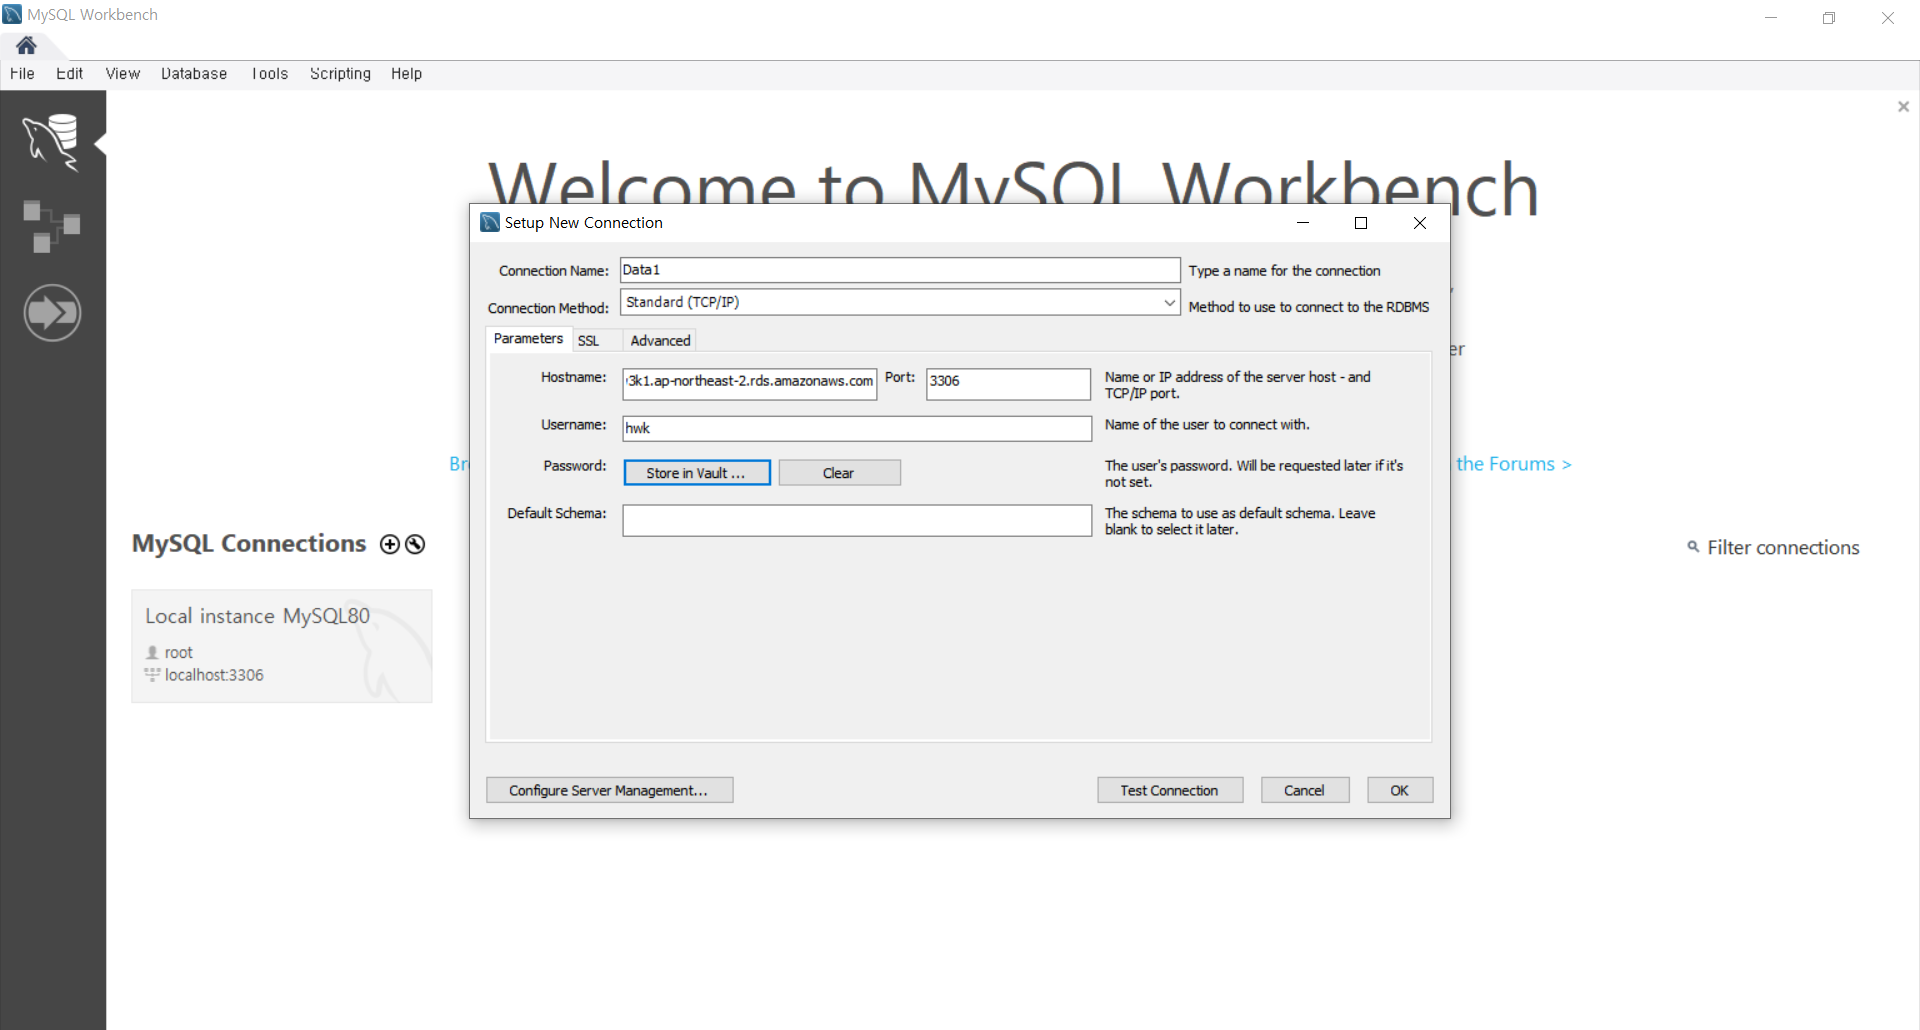 MySQL Workbench
File Edit View Database Tools Scripting Help
Welcome to MySQL Workbench
Setup New Connection
Connection Name: Data1 Type a name for the connection
Connection Method: Standard (TCP/IP) Method to use to connect to the RDBMS
Parameters SSL Advanced
Hostname: 3k1.ap-northeast-2.rds.amazonaws.com Port: 3306 Name or IP address of the server host - and
TCP/IP port.
Username: hwk Name of the user to connect with.
Password: Store in Vault ... Clear The user's password. Will be requested later if it's
not set.
Default Schema: The schema to use as default schema. Leave
blank to select it later.
Configure Server Management... Test Connection Cancel OK
er
Br
the Forums >
MySQL Connections
Filter connections
Local instance MySQL80
root
localhost:3306